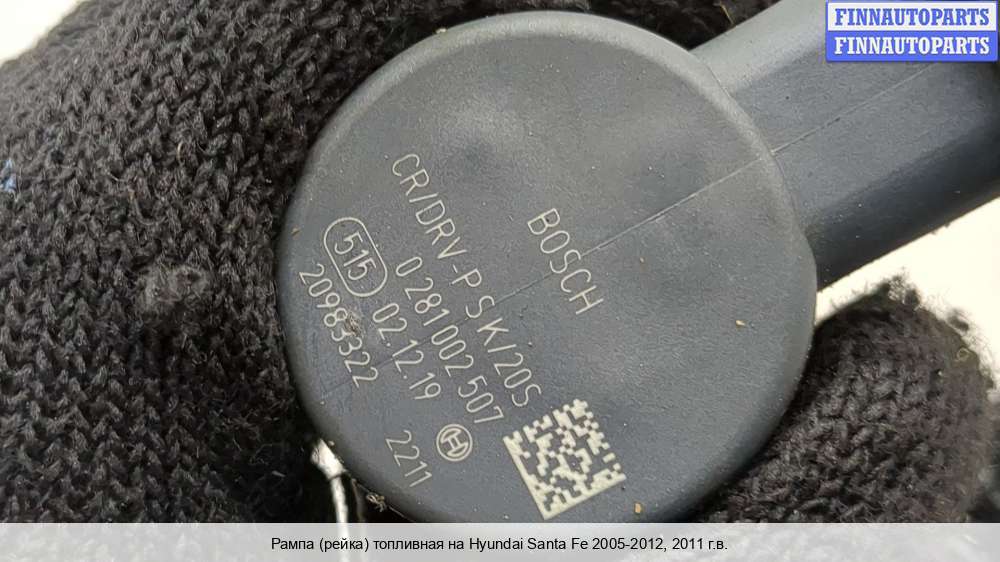 FINNAUTOPARTS
FINNAUTOPARTS
BOSCH
CR/DRV-P S K/20S
0 281 002 507
515 02.12.19
20983322 2211
Рампа (рейка) топливная на Hyundai Santa Fe 2005-2012, 2011 г.в.